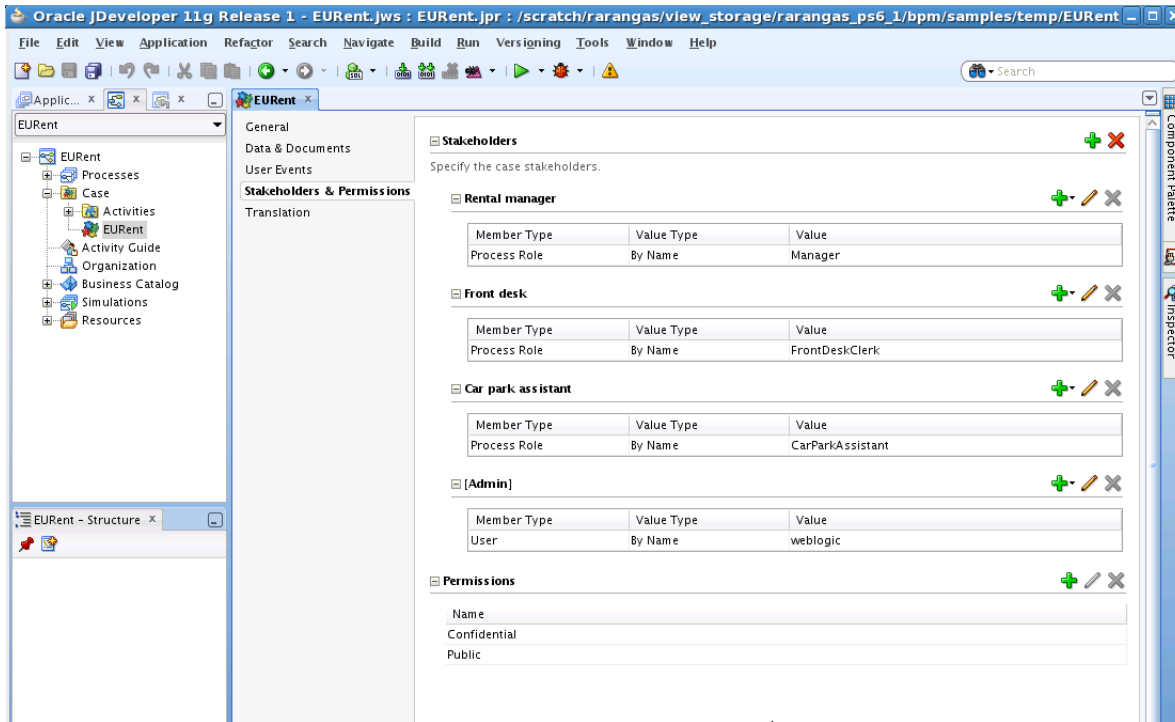 Oracle JDeveloper 11g Release 1 - EURent.jws : EURent.jpr : /scratch/rarangas/view_storage/rarangas_ps6_1/bpm/samples/temp/EURent
File Edit View Application Refactor Search Navigate Build Run Versioning Tools Window Help
Search
Applic...
EURent
EURent
Processes
Case
Activities
EURent
Activity Guide
Organization
Business Catalog
Simulations
Resources
EURent - Structure
EURent
General
Data & Documents
User Events
Stakeholders & Permissions
Translation
Stakeholders
Specify the case stakeholders.
Rental manager
Member Type Value Type Value
Process Role By Name Manager
Front desk
Member Type Value Type Value
Process Role By Name FrontDeskClerk
Car park assistant
Member Type Value Type Value
Process Role By Name CarParkAssistant
[Admin]
Member Type Value Type Value
User By Name weblogic
Permissions
Name
Confidential
Public
Component Palette
Inspector